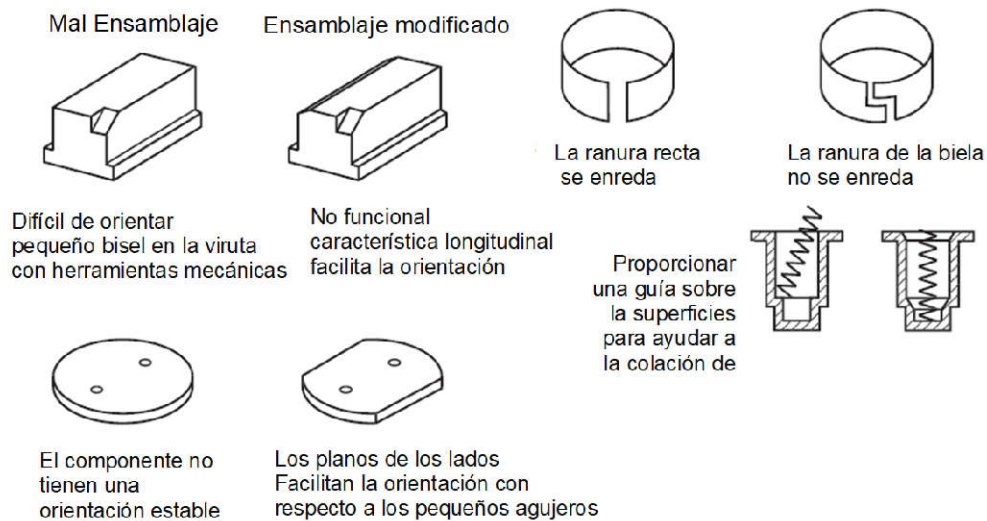 Mal Ensamblaje
Ensamblaje modificado
Difícil de orientar
pequeño bisel en la viruta
con herramientas mecánicas
No funcional
característica longitudinal
facilita la orientación
La ranura recta
se enreda
La ranura de la biela
no se enreda
Proporcionar
una guía sobre
la superficies
para ayudar a
la colación de
El componente no
tienen una
orientación estable
Los planos de los lados
Facilitan la orientación con
respecto a los pequeños agujeros